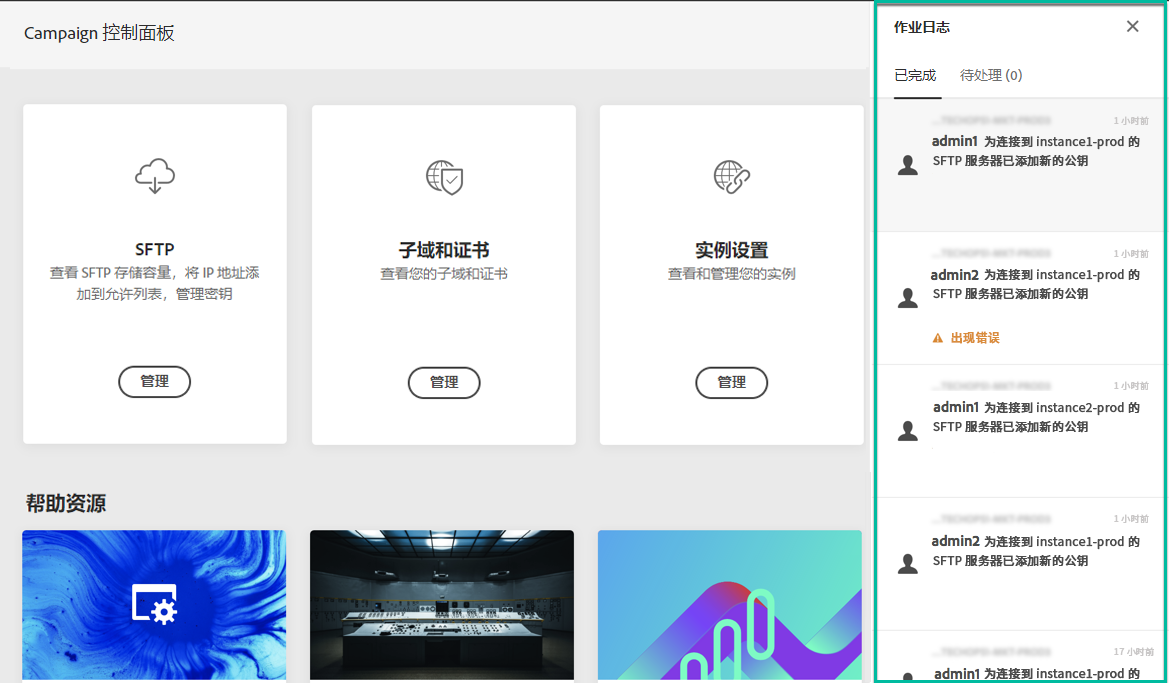 Campaign 控制面板
SFTP
查看 SFTP 存储容量，将 IP 地址添
加到允许列表，管理密钥
管理
子域和证书
查看您的子域和证书
管理
实例设置
查看和管理您的实例
管理
帮助资源
作业日志
已完成 待处理 (0)
1 小时前
admin1 为连接到 instance1-prod 的
SFTP 服务器已添加新的公钥
1 小时前
admin2 为连接到 instance1-prod 的
SFTP 服务器已添加新的公钥
出现错误
1 小时前
admin1 为连接到 instance2-prod 的
SFTP 服务器已添加新的公钥
1 小时前
admin2 为连接到 instance1-prod 的
SFTP 服务器已添加新的公钥
17 小时前
admin1 为连接到 instance1-prod 的